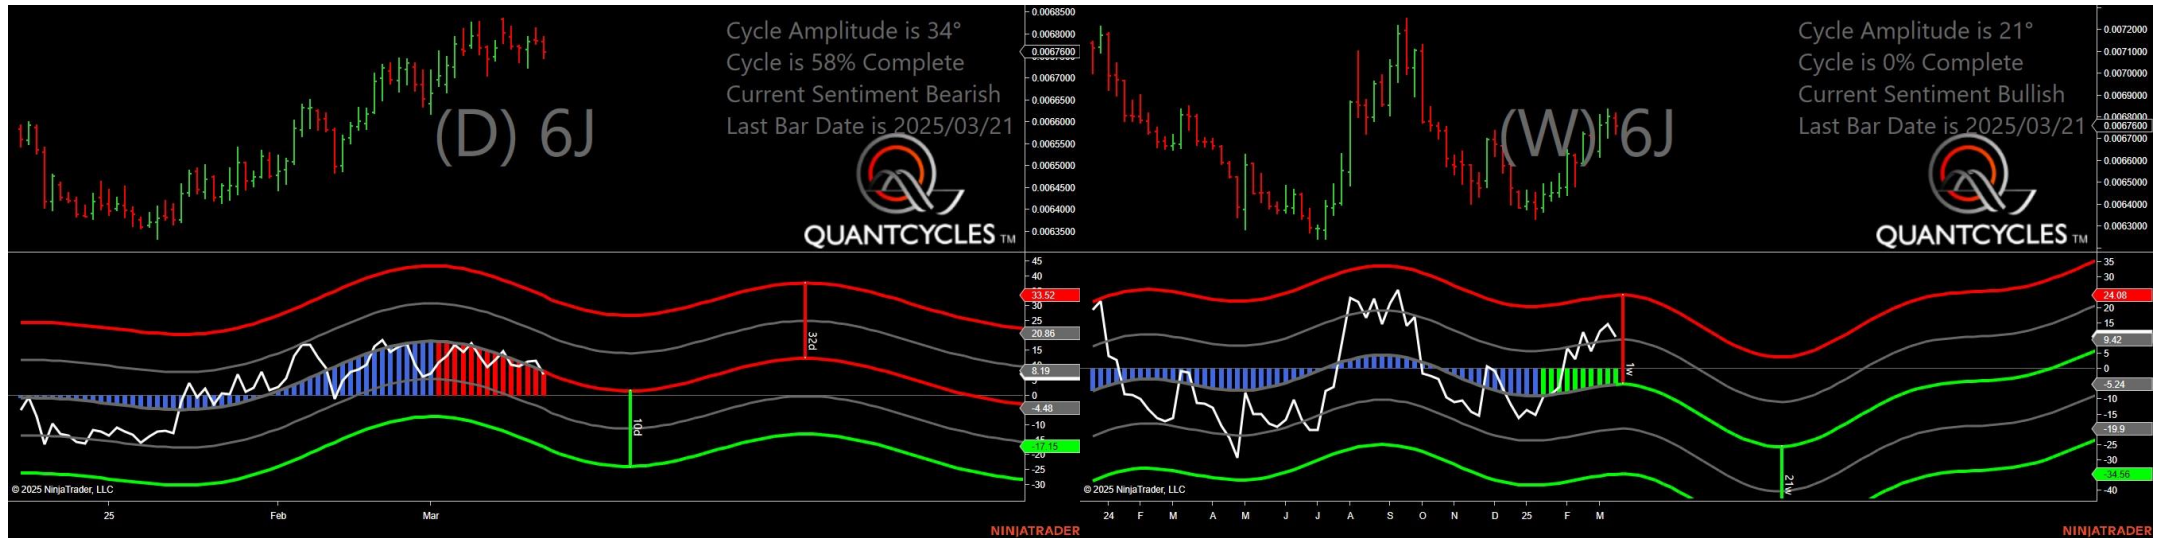 Cycle Amplitude is 34°
Cycle is 58% Complete
Current Sentiment Bearish
Last Bar Date is 2025/03/21
(D) 6J
QUANTCYCLES TM
0.0068500
0.0068000
0.0067600
0.0067000
0.0066500
0.0066000
0.0065500
0.0065000
0.0064500
0.0064000
0.0063500
45
40
33.52
30
25
20.86
15
8.19
5
0
-4.48
-10
-15
-17.15
-20
-25
-30
32d
10d
© 2025 NinjaTrader, LLC
25
Feb
Mar
NINJATRADER
Cycle Amplitude is 21°
Cycle is 0% Complete
Current Sentiment Bullish
Last Bar Date is 2025/03/21
(W) 6J
QUANTCYCLES TM
0.0072000
0.0071000
0.0070000
0.0069000
0.0068000
0.0067600
0.0067000
0.0066000
0.0065000
0.0064000
0.0063000
35
30
24.08
20
15
9.42
5
0
-5.24
-10
-15
-19.9
-25
-30
-34.56
-40
1w
21w
© 2025 NinjaTrader, LLC
24
F
M
A
M
J
J
A
S
O
N
D
25
F
M
NINJATRADER